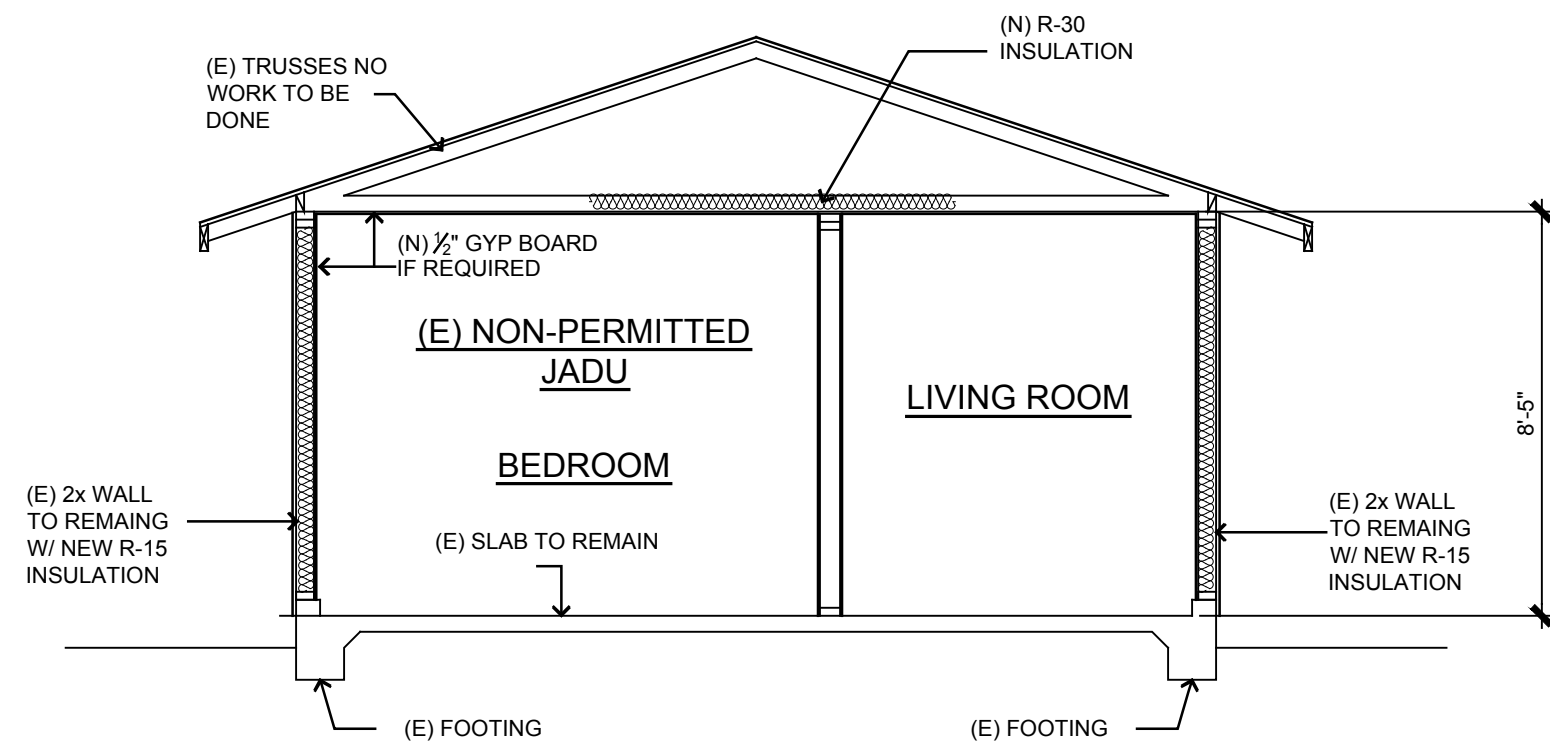 (N) R-30
INSULATION
(E) TRUSSES NO
WORK TO BE
DONE
(N) ½" GYP BOARD
IF REQUIRED
(E) NON-PERMITTED
JADU
BEDROOM
LIVING ROOM
8'-5"
(E) 2x WALL
TO REMAING
W/ NEW R-15
INSULATION
(E) SLAB TO REMAIN
(E) 2x WALL
TO REMAING
W/ NEW R-15
INSULATION
(E) FOOTING
(E) FOOTING